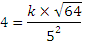 4 = k × √64 / 5²